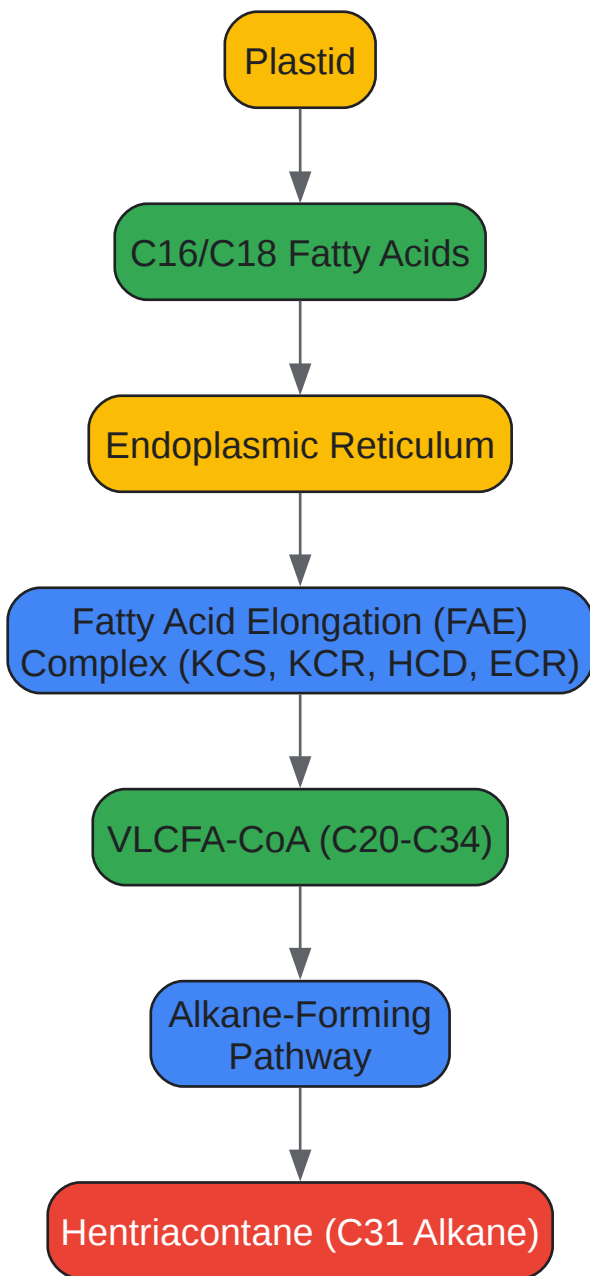 Plastid
C16/C18 Fatty Acids
Endoplasmic Reticulum
Fatty Acid Elongation (FAE)
Complex (KCS, KCR, HCD, ECR)
VLCFA-CoA (C20-C34)
Alkane-Forming
Pathway
Hentriacontane (C31 Alkane)